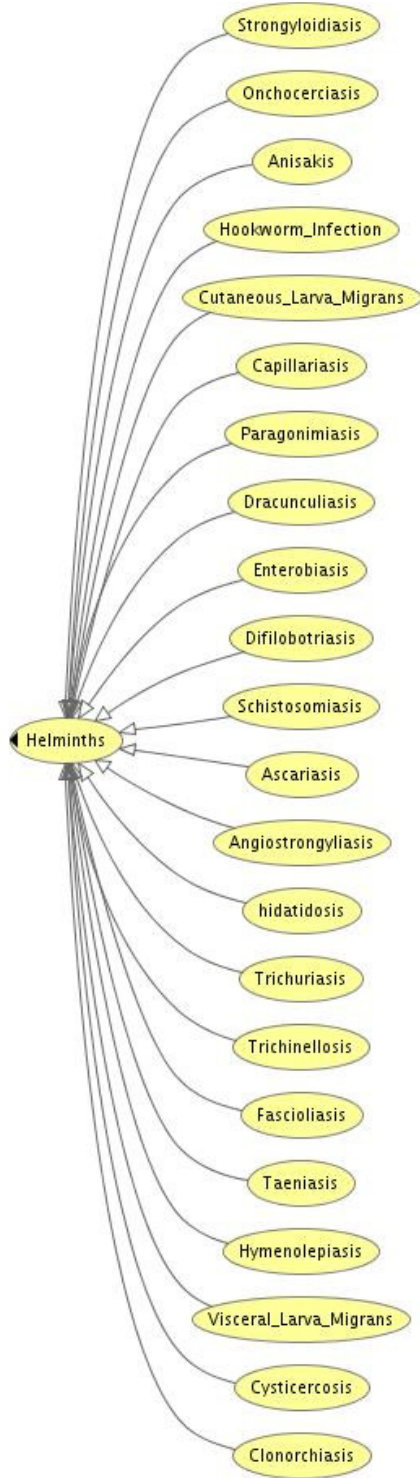 Strongyloidiasis
Onchocerciasis
Anisakis
Hookworm_Infection
Cutaneous_Larva_Migrans
Capillariasis
Paragonimiasis
Dracunculiasis
Enterobiasis
Difilobotriasis
Schistosomiasis
Helminths
Ascariasis
Angiostrongyliasis
hidatidosis
Trichuriasis
Trichinellosis
Fascioliasis
Taeniasis
Hymenolepiasis
Visceral_Larva_Migrans
Cysticercosis
Clonorchiasis